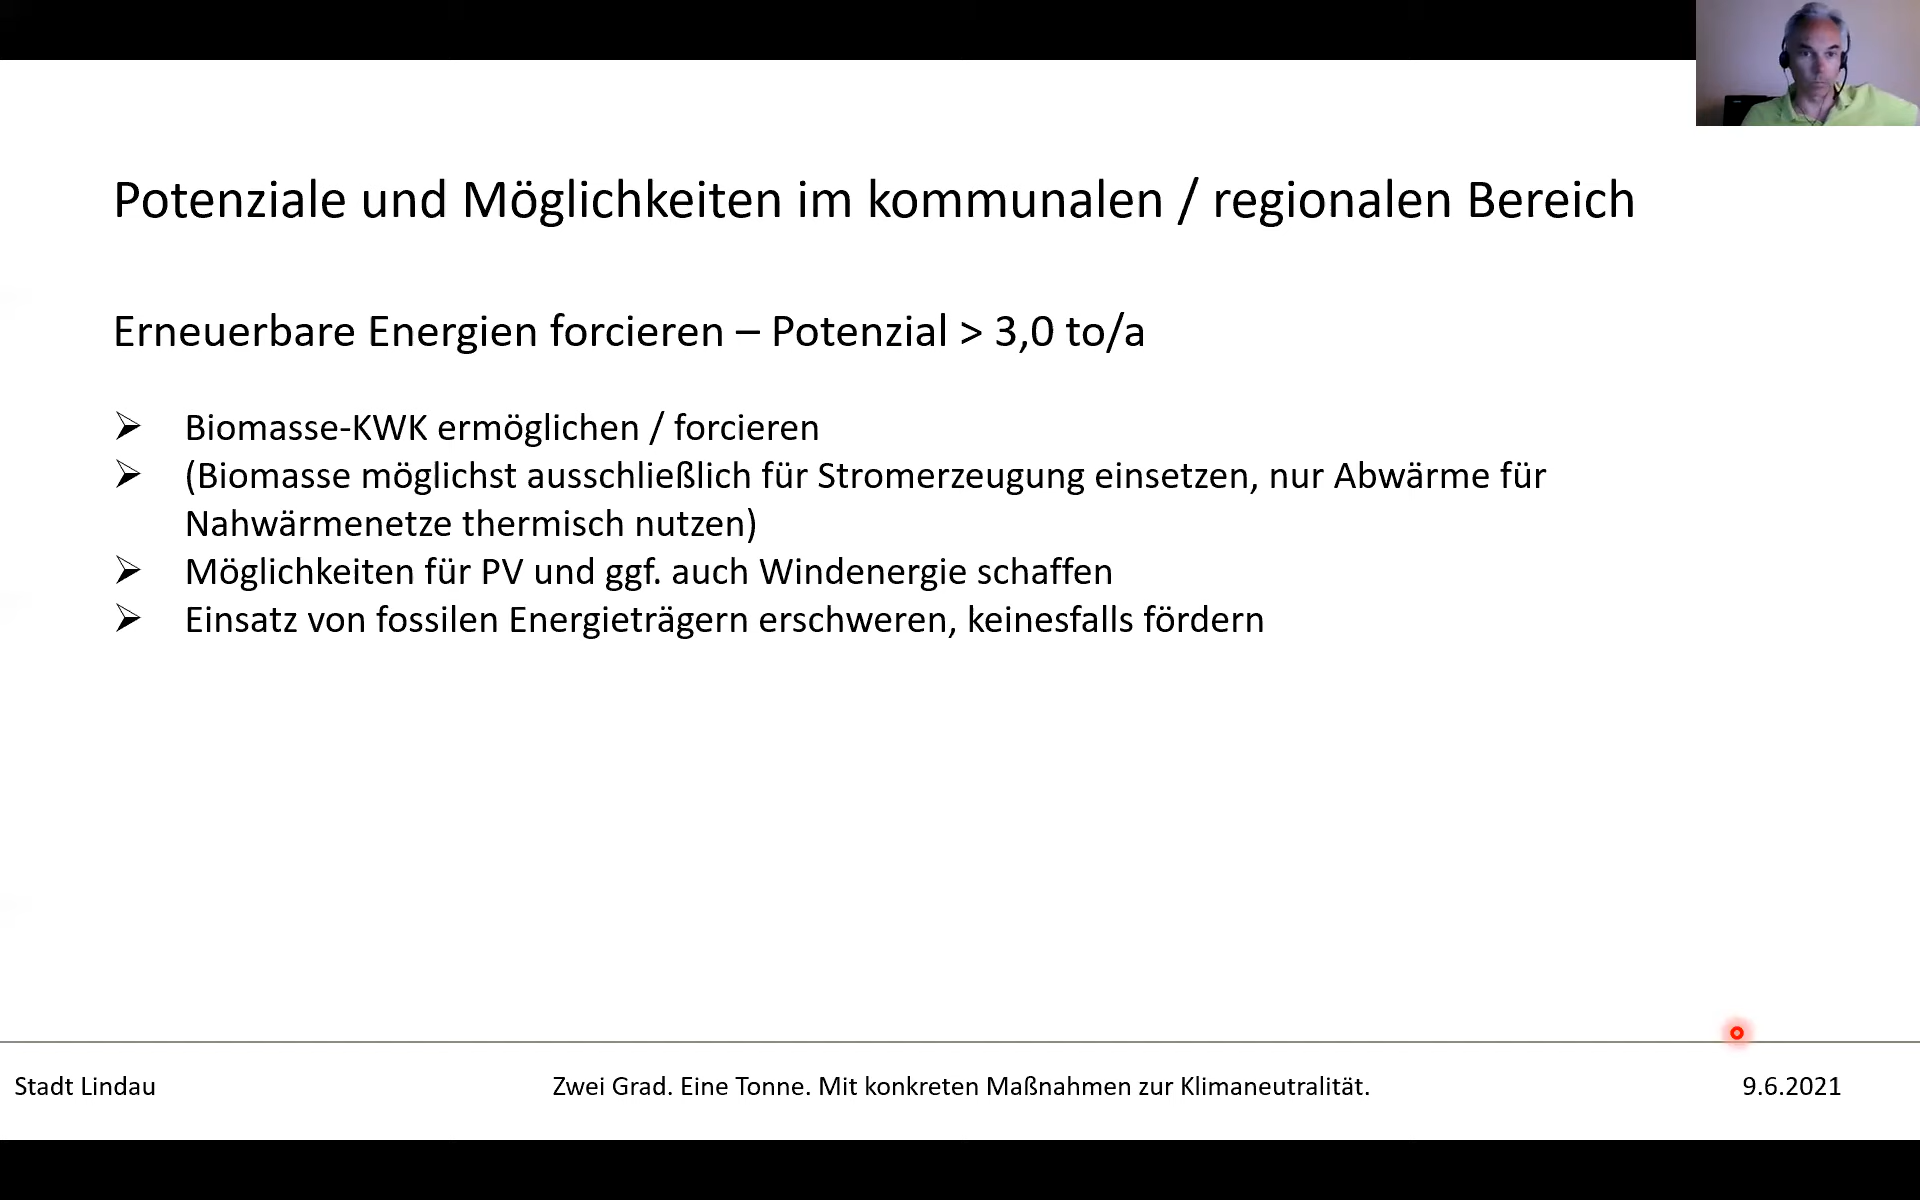 Potenziale und Möglichkeiten im kommunalen / regionalen Bereich
Erneuerbare Energien forcieren – Potenzial > 3,0 to/a
➢ Biomasse-KWK ermöglichen / forcieren
➢ (Biomasse möglichst ausschließlich für Stromerzeugung einsetzen, nur Abwärme für
Nahwärmenetze thermisch nutzen)
➢ Möglichkeiten für PV und ggf. auch Windenergie schaffen
➢ Einsatz von fossilen Energieträgern erschweren, keinesfalls fördern
Stadt Lindau
Zwei Grad. Eine Tonne. Mit konkreten Maßnahmen zur Klimaneutralität.
9.6.2021